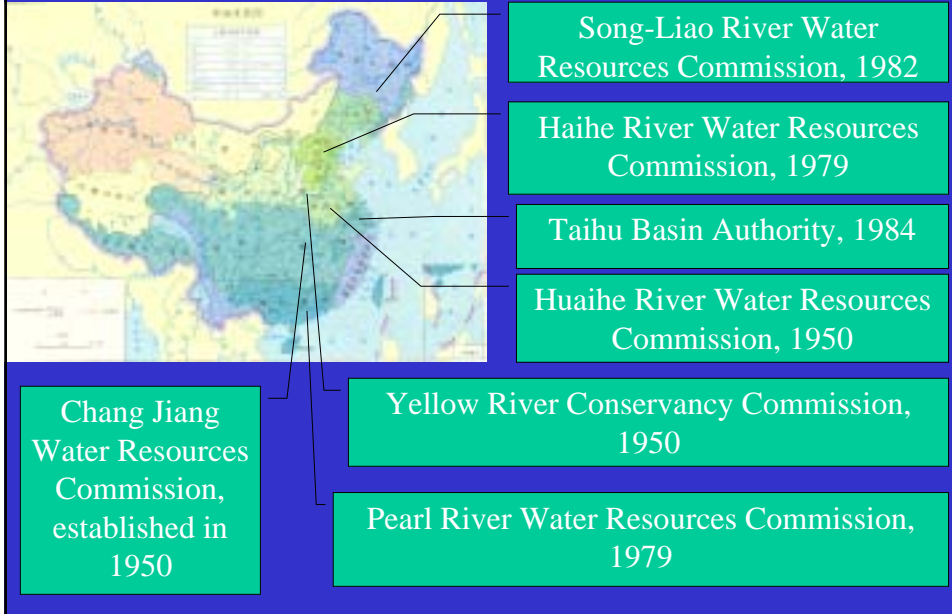 Song-Liao River Water
Resources Commission, 1982
Haihe River Water Resources
Commission, 1979
Taihu Basin Authority, 1984
Huaihe River Water Resources
Commission, 1950
Yellow River Conservancy Commission,
1950
Chang Jiang
Water Resources
Commission,
established in
1950
Pearl River Water Resources Commission,
1979